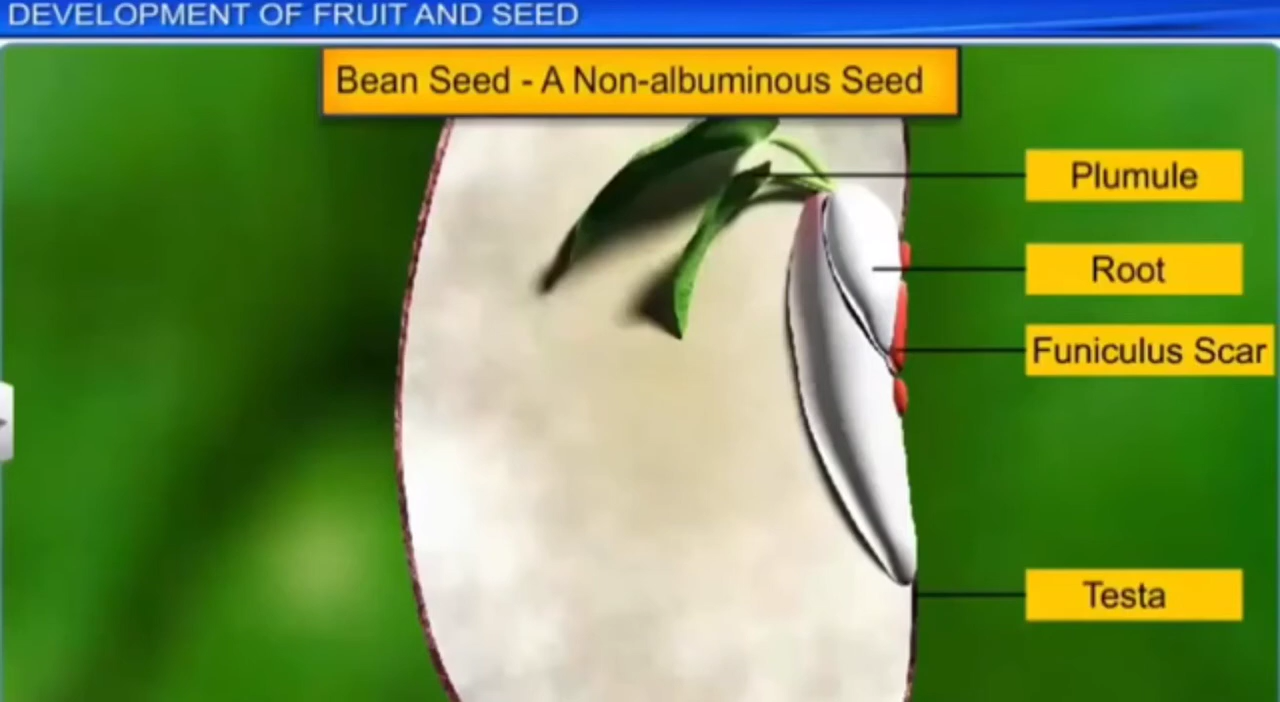 DEVELOPMENT OF FRUIT AND SEED
Bean Seed - A Non-albuminous Seed
Plumule
Root
Funiculus Scar
Testa